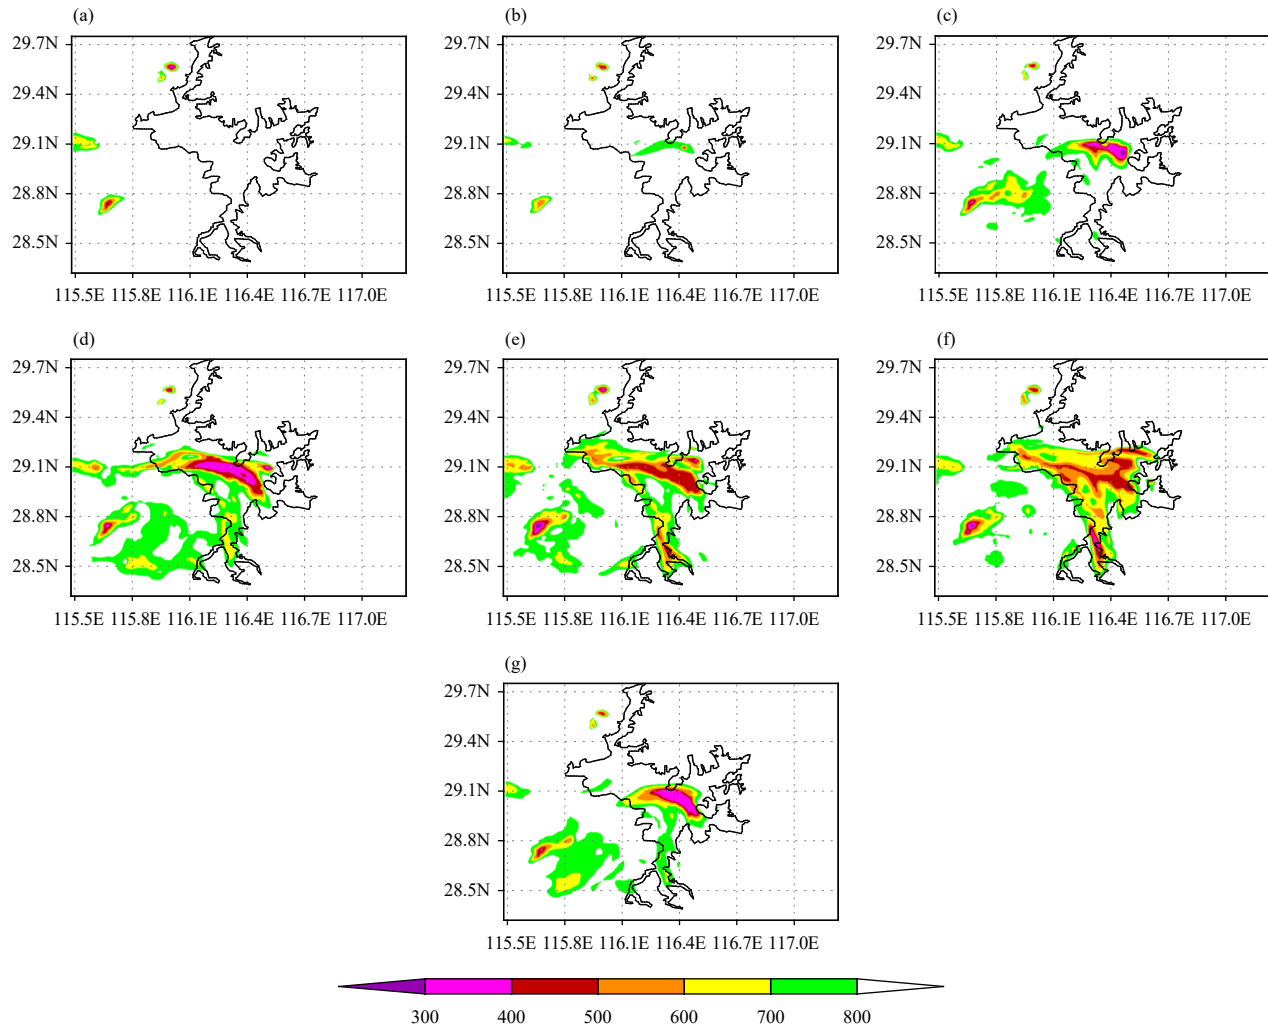 (a) (b) (c)
29.7N 29.7N 29.7N
29.4N 29.4N 29.4N
29.1N 29.1N 29.1N
28.8N 28.8N 28.8N
28.5N 28.5N 28.5N
115.5E 115.8E 116.1E 116.4E 116.7E 117.0E 115.5E 115.8E 116.1E 116.4E 116.7E 117.0E 115.5E 115.8E 116.1E 116.4E 116.7E 117.0E
(d) (e) (f)
29.7N 29.7N 29.7N
29.4N 29.4N 29.4N
29.1N 29.1N 29.1N
28.8N 28.8N 28.8N
28.5N 28.5N 28.5N
115.5E 115.8E 116.1E 116.4E 116.7E 117.0E 115.5E 115.8E 116.1E 116.4E 116.7E 117.0E 115.5E 115.8E 116.1E 116.4E 116.7E 117.0E
(g)
29.7N
29.4N
29.1N
28.8N
28.5N
115.5E 115.8E 116.1E 116.4E 116.7E 117.0E
300 400 500 600 700 800